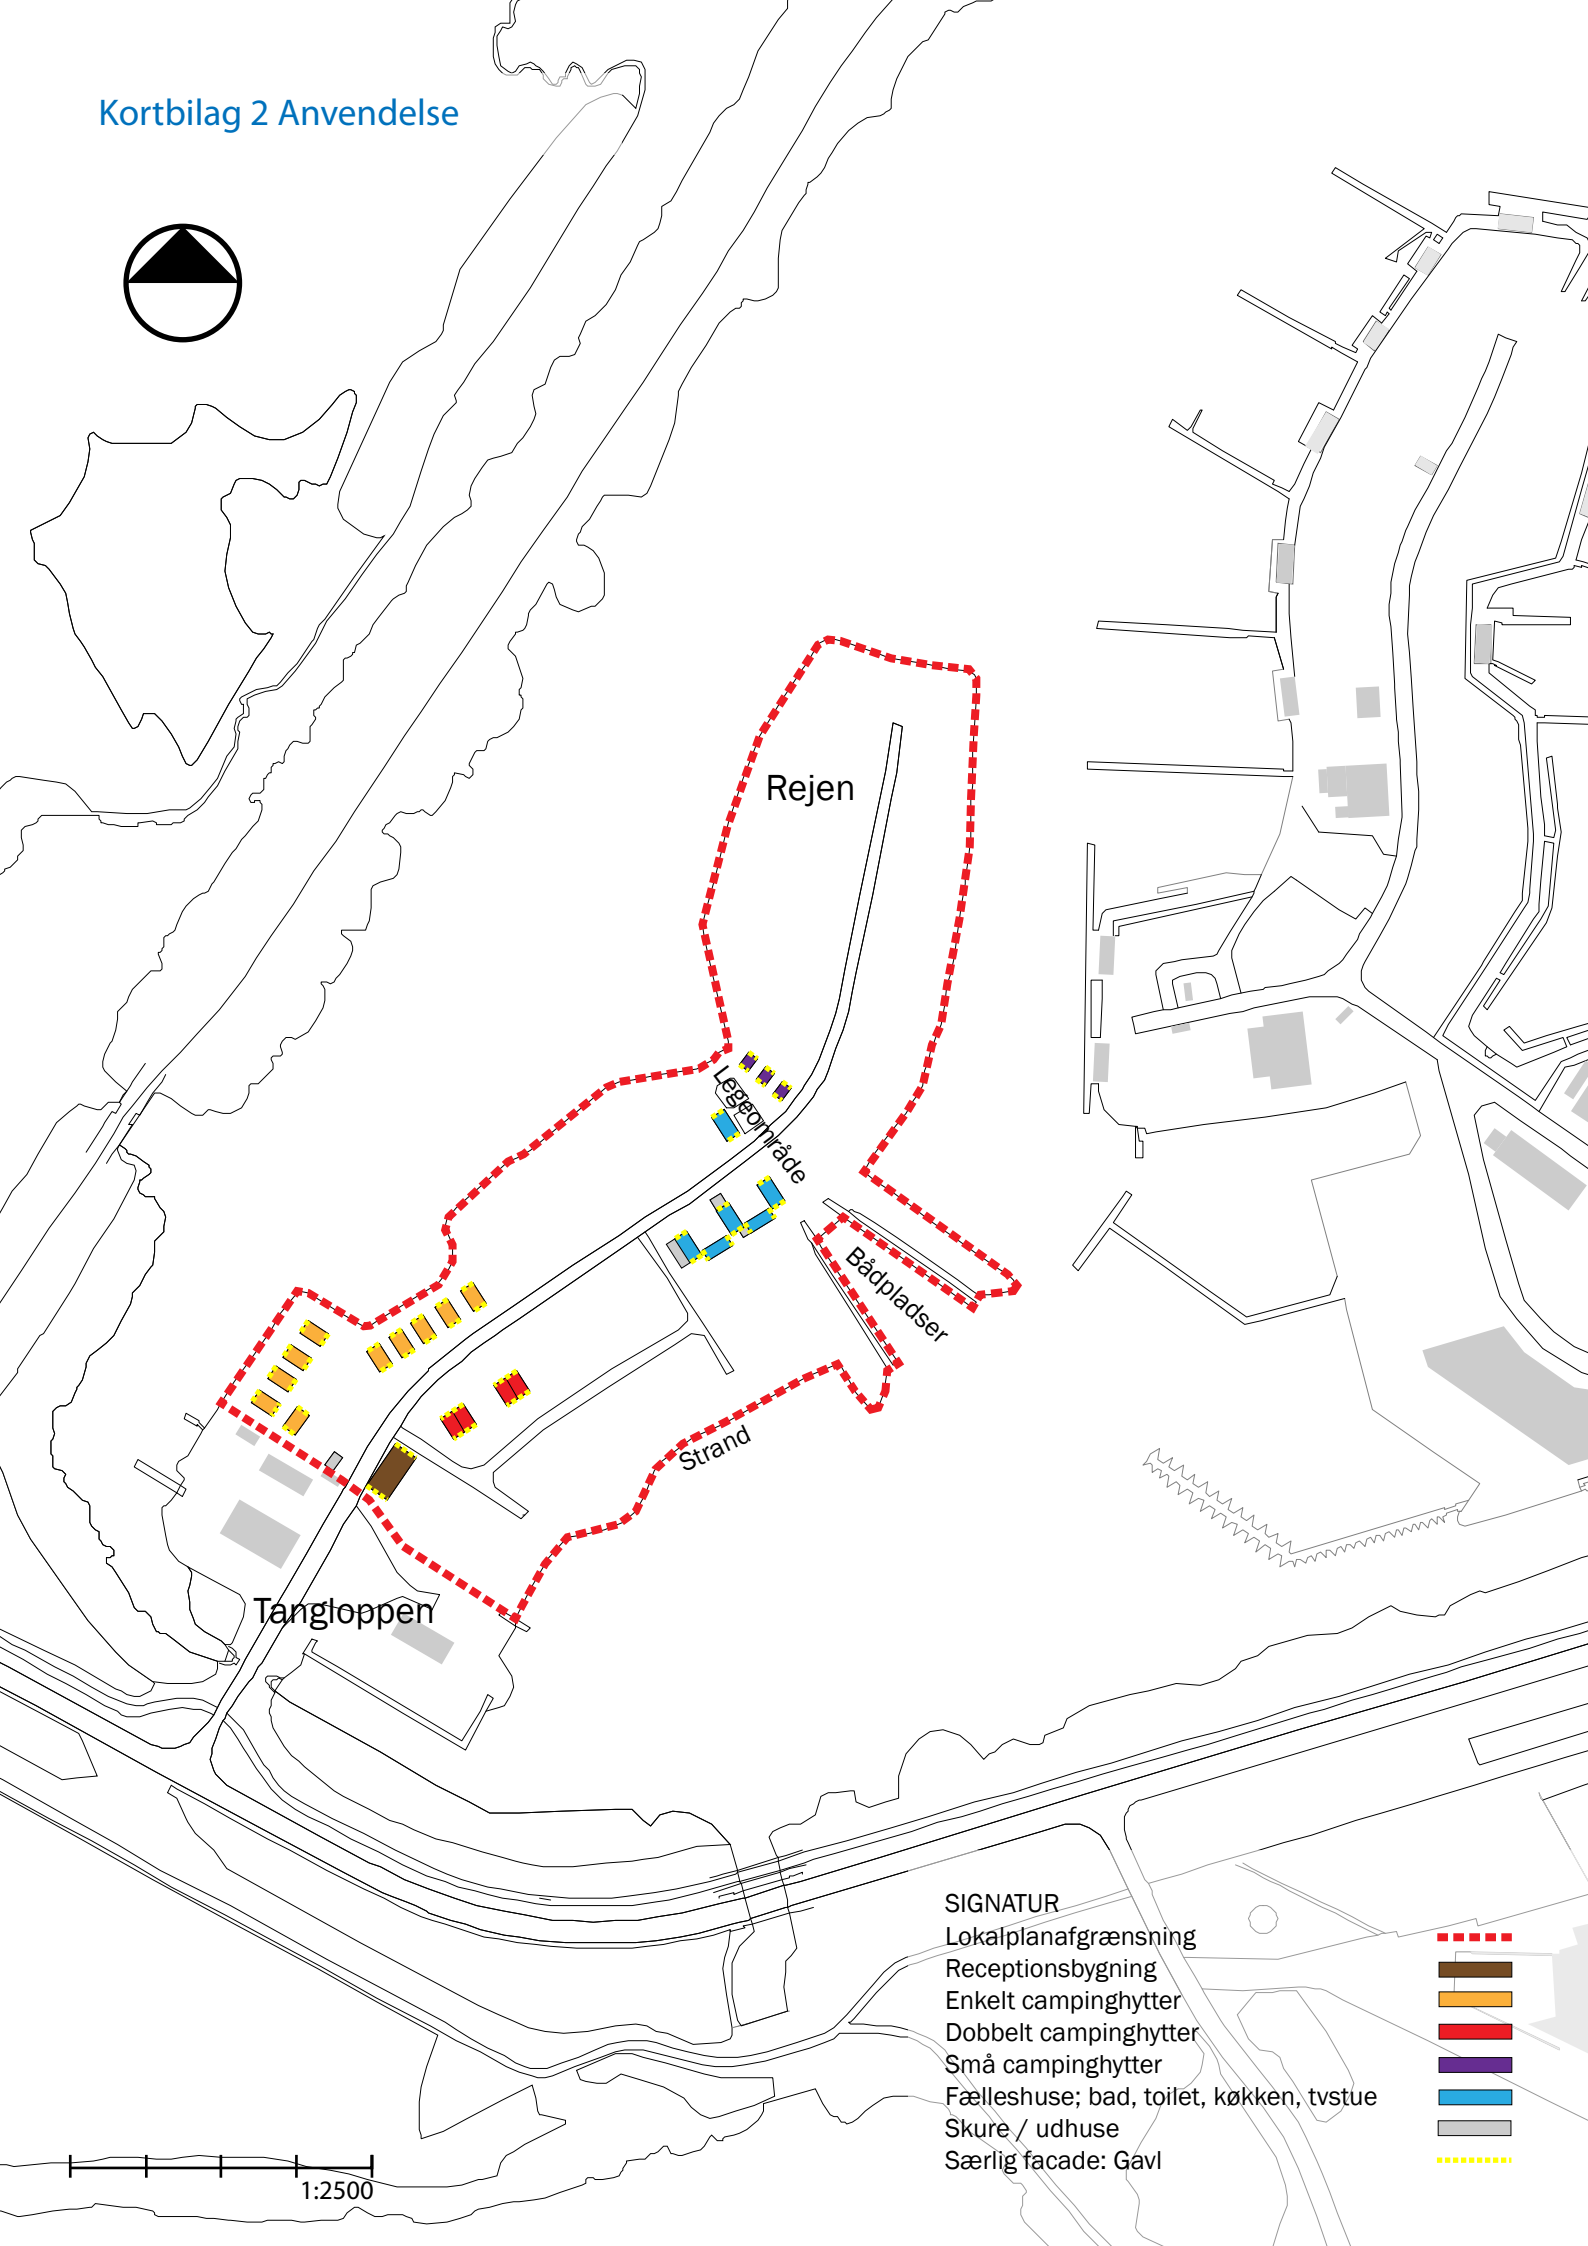 Kortbilag 2 Anvendelse
Rejen
Legeområde
Bådpladser
Strand
Tangloppen
SIGNATUR
Lokalplanafgrænsning
Receptionsbygning
Enkelt campinghytter
Dobbelt campinghytter
Små campinghytter
Fælleshuse; bad, toilet, køkken, tvstue
Skure / udhuse
Særlig facade: Gavl
1:2500